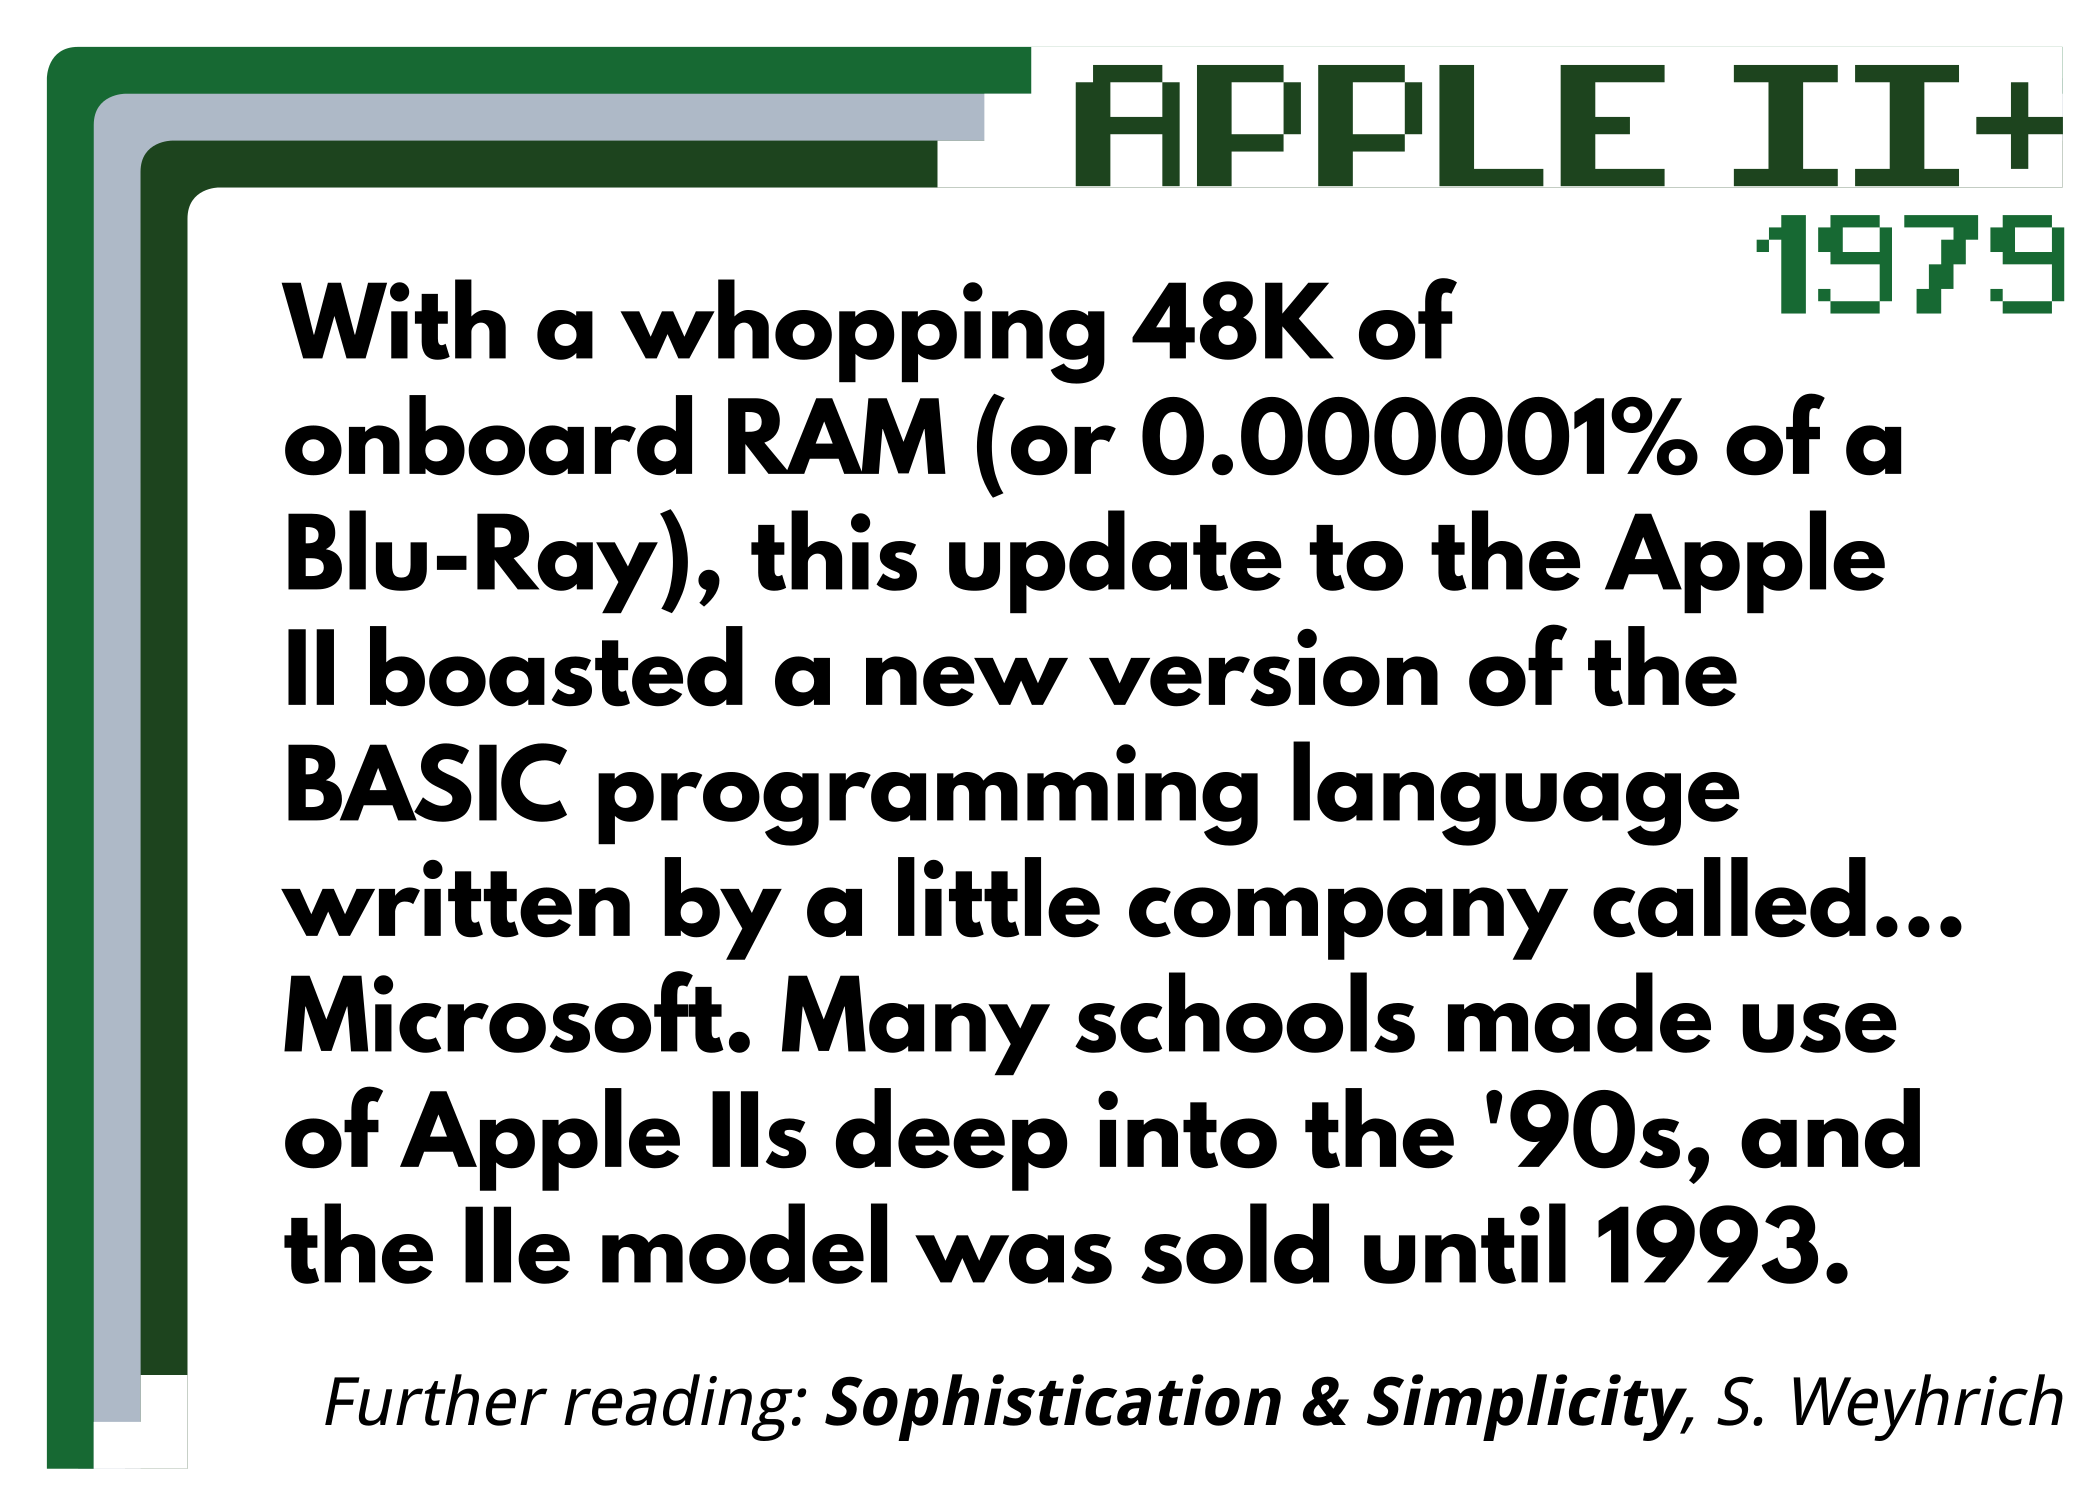 APPLE II+
1979
With a whopping 48K of
onboard RAM (or 0.000001% of a
Blu-Ray), this update to the Apple
II boasted a new version of the
BASIC programming language
written by a little company called...
Microsoft. Many schools made use
of Apple IIs deep into the '90s, and
the IIe model was sold until 1993.
Further reading: Sophistication & Simplicity, S. Weyhrich